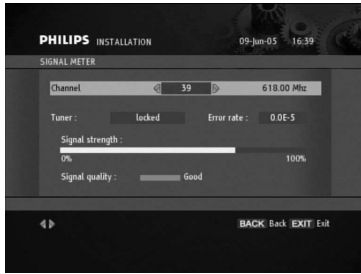 PHILIPS INSTALLATION 09-Jun-05 16:39
SIGNAL METER
Channel 39 618.00 Mhz
Tuner : locked Error rate : 0.0E-5
Signal strength :
0% 100%
Signal quality : Good
BACK Back EXIT Exit